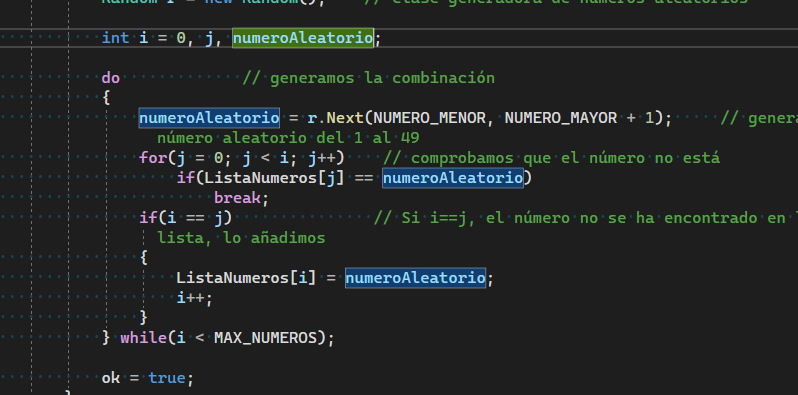 Random r = new Random(); // clase generadora de números aleatorios
int i = 0, j, numeroAleatorio;
do // generamos la combinación
{
numeroAleatorio = r.Next(NUMERO_MENOR, NUMERO_MAYOR + 1); // genera
número aleatorio del 1 al 49
for(j = 0; j < i; j++) // comprobamos que el número no está
if(ListaNumeros[j] == numeroAleatorio)
break;
if(i == j) // Si i==j, el número no se ha encontrado en l
lista, lo añadimos
{
ListaNumeros[i] = numeroAleatorio;
i++;
}
} while(i < MAX_NUMEROS);
ok = true;